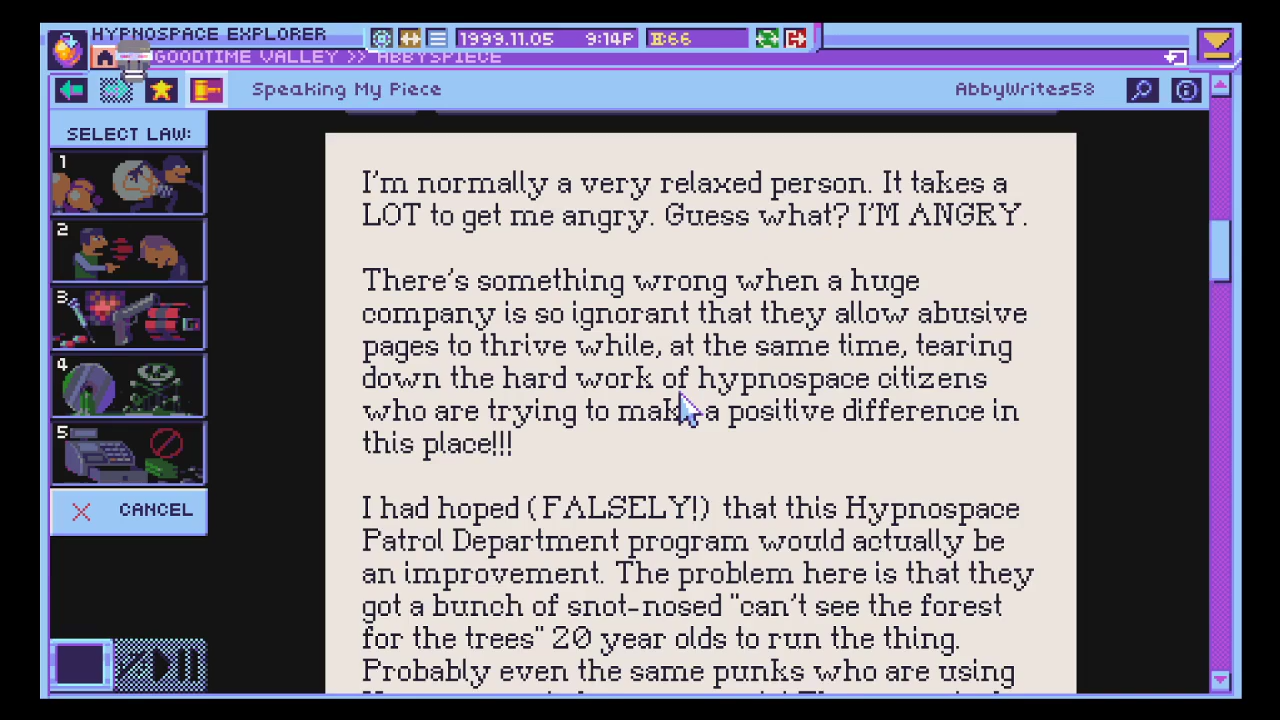 HYPNOSPACE EXPLORER
1999.11.05 9:14P :66
GOODTIME VALLEY >> ABBYSPIECE
Speaking My Piece
AbbyWrites58
SELECT LAW:
1
2
3
4
5
CANCEL
I'm normally a very relaxed person. It takes a
LOT to get me angry. Guess what? I'M ANGRY.
There's something wrong when a huge
company is so ignorant that they allow abusive
pages to thrive while, at the same time, tearing
down the hard work of hypnospace citizens
who are trying to make a positive difference in
this place!!!
I had hoped (FALSELY!) that this Hypnospace
Patrol Department program would actually be
an improvement. The problem here is that they
got a bunch of snot-nosed "can't see the forest
for the trees" 20 year olds to run the thing.
Probably even the same punks who are using